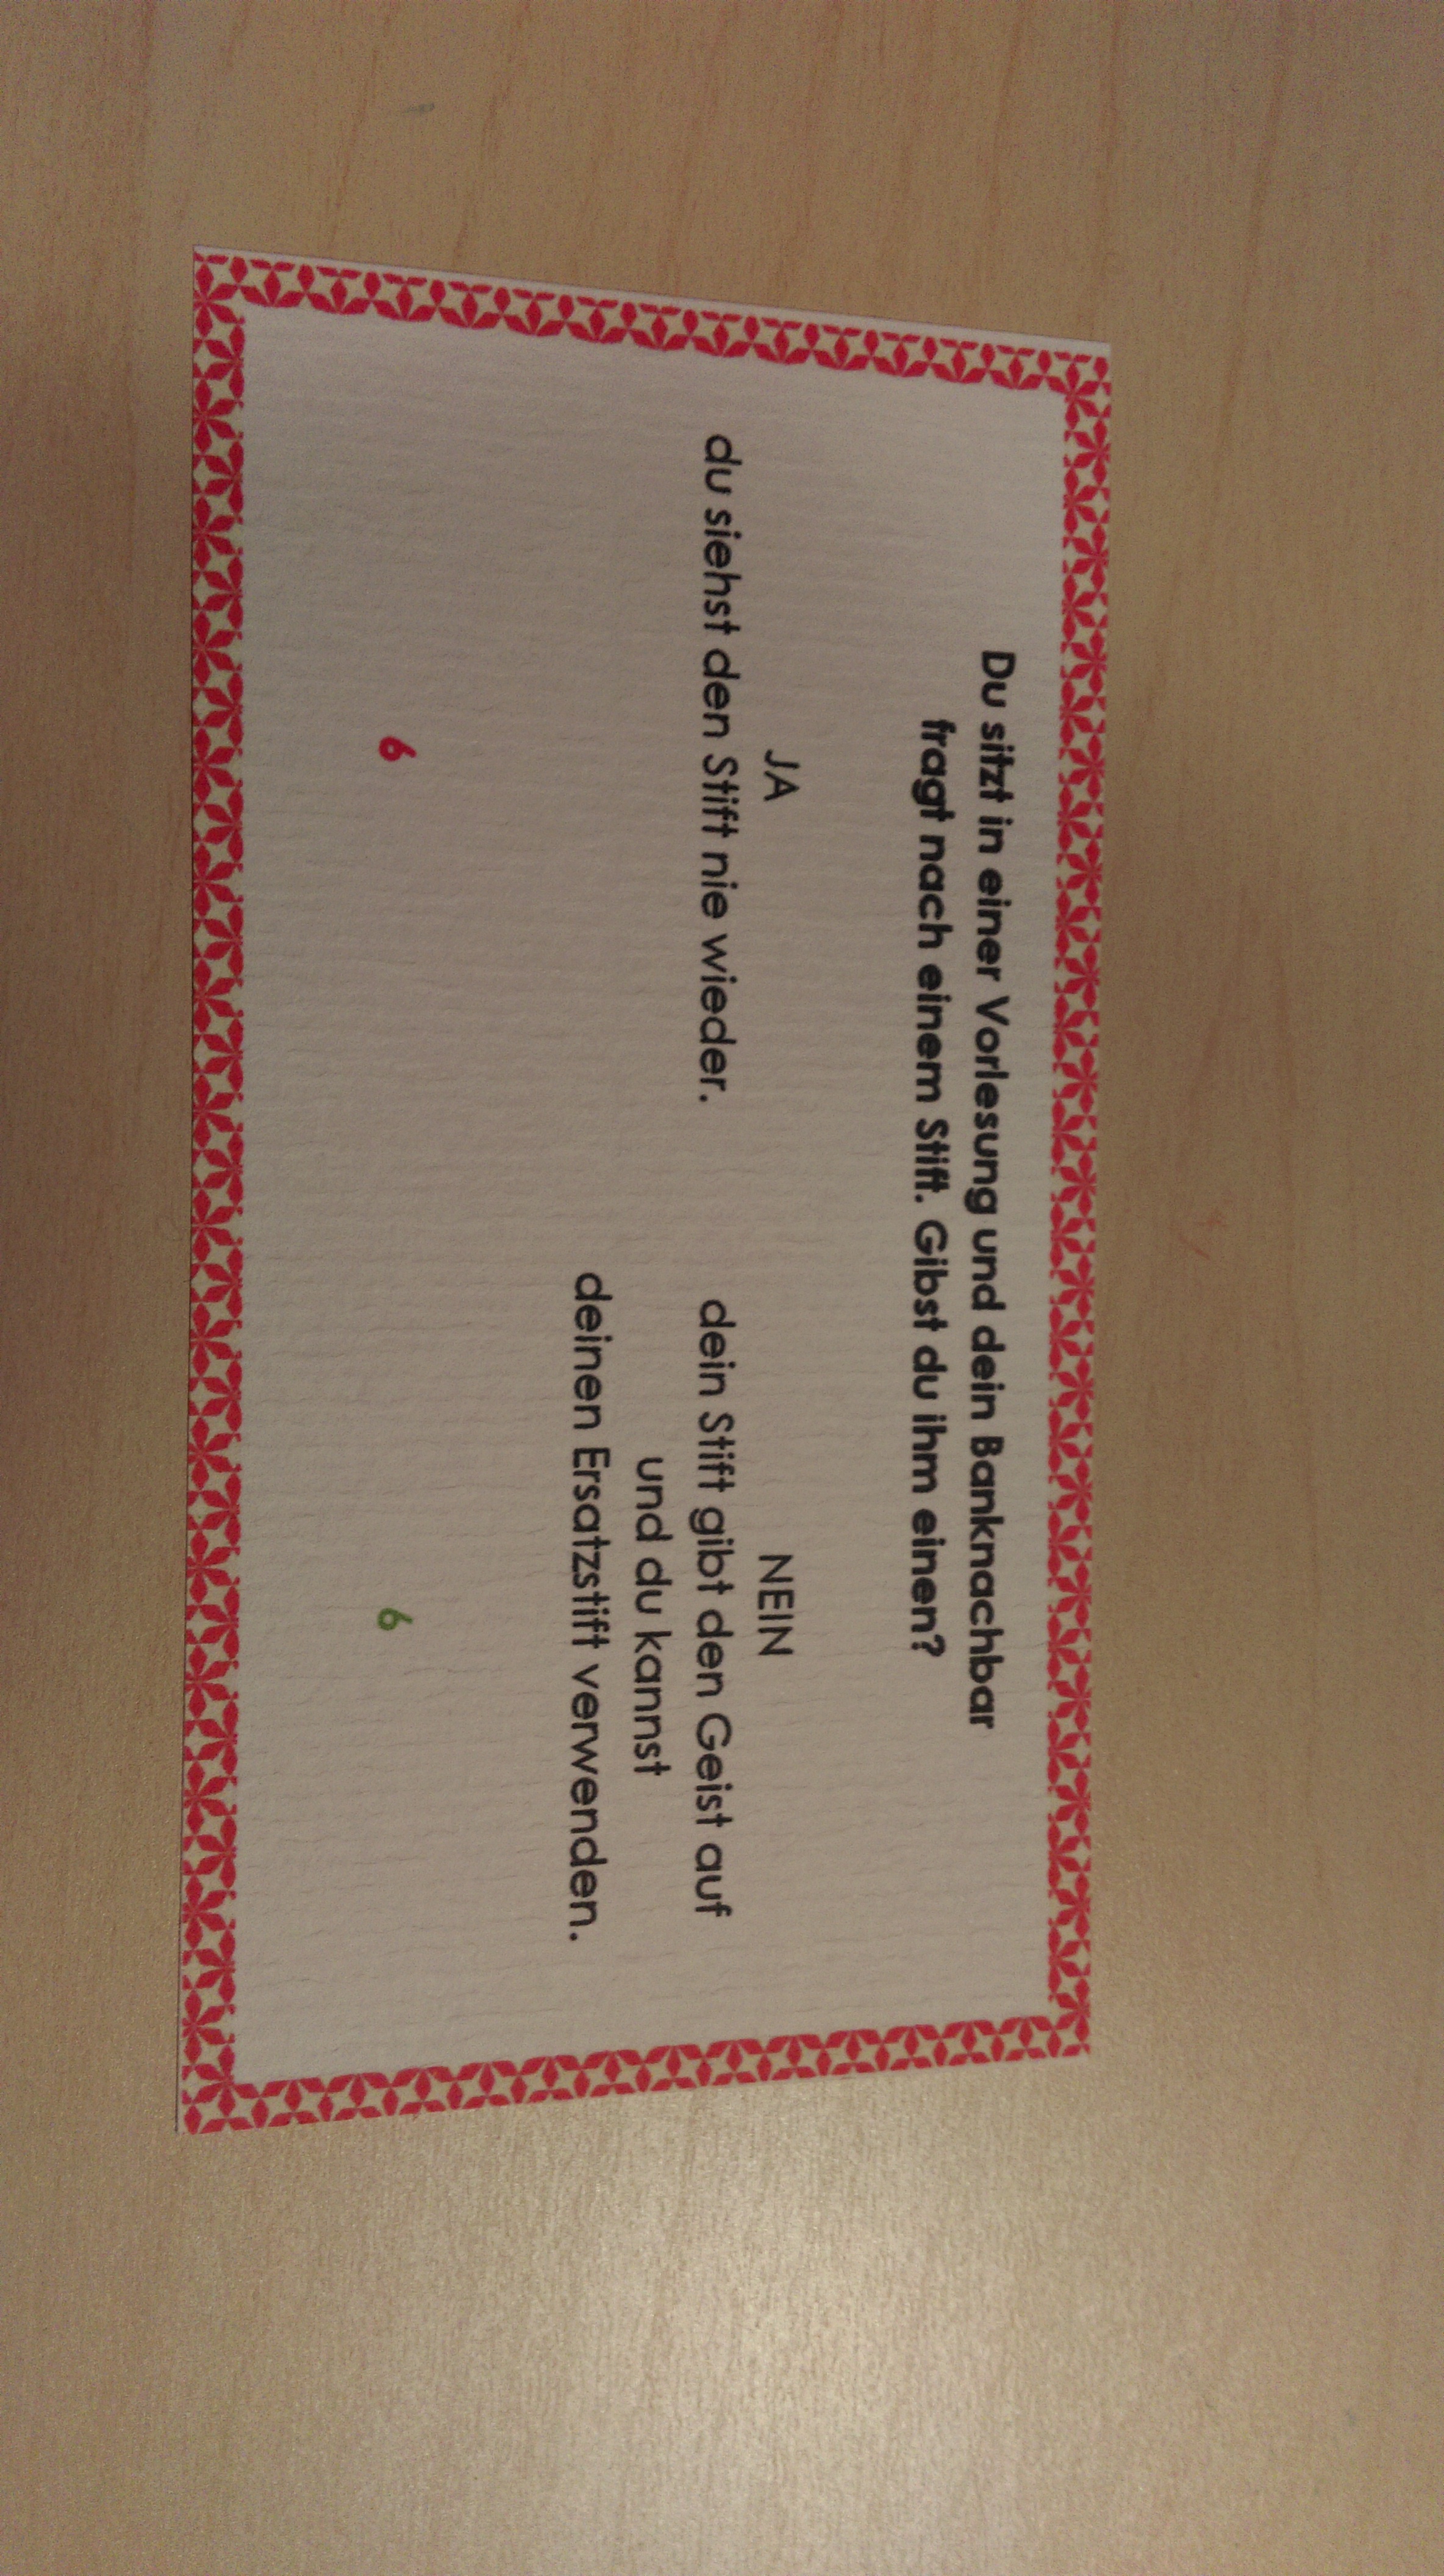 Du sitzt in einer Vorlesung und dein Banknachbar
fragt nach einem Stift. Gibst du ihm einen?
JA
du siehst den Stift nie wieder.
6
NEIN
dein Stift gibt den Geist auf
und du kannst
deinen Ersatzstift verwenden.
6